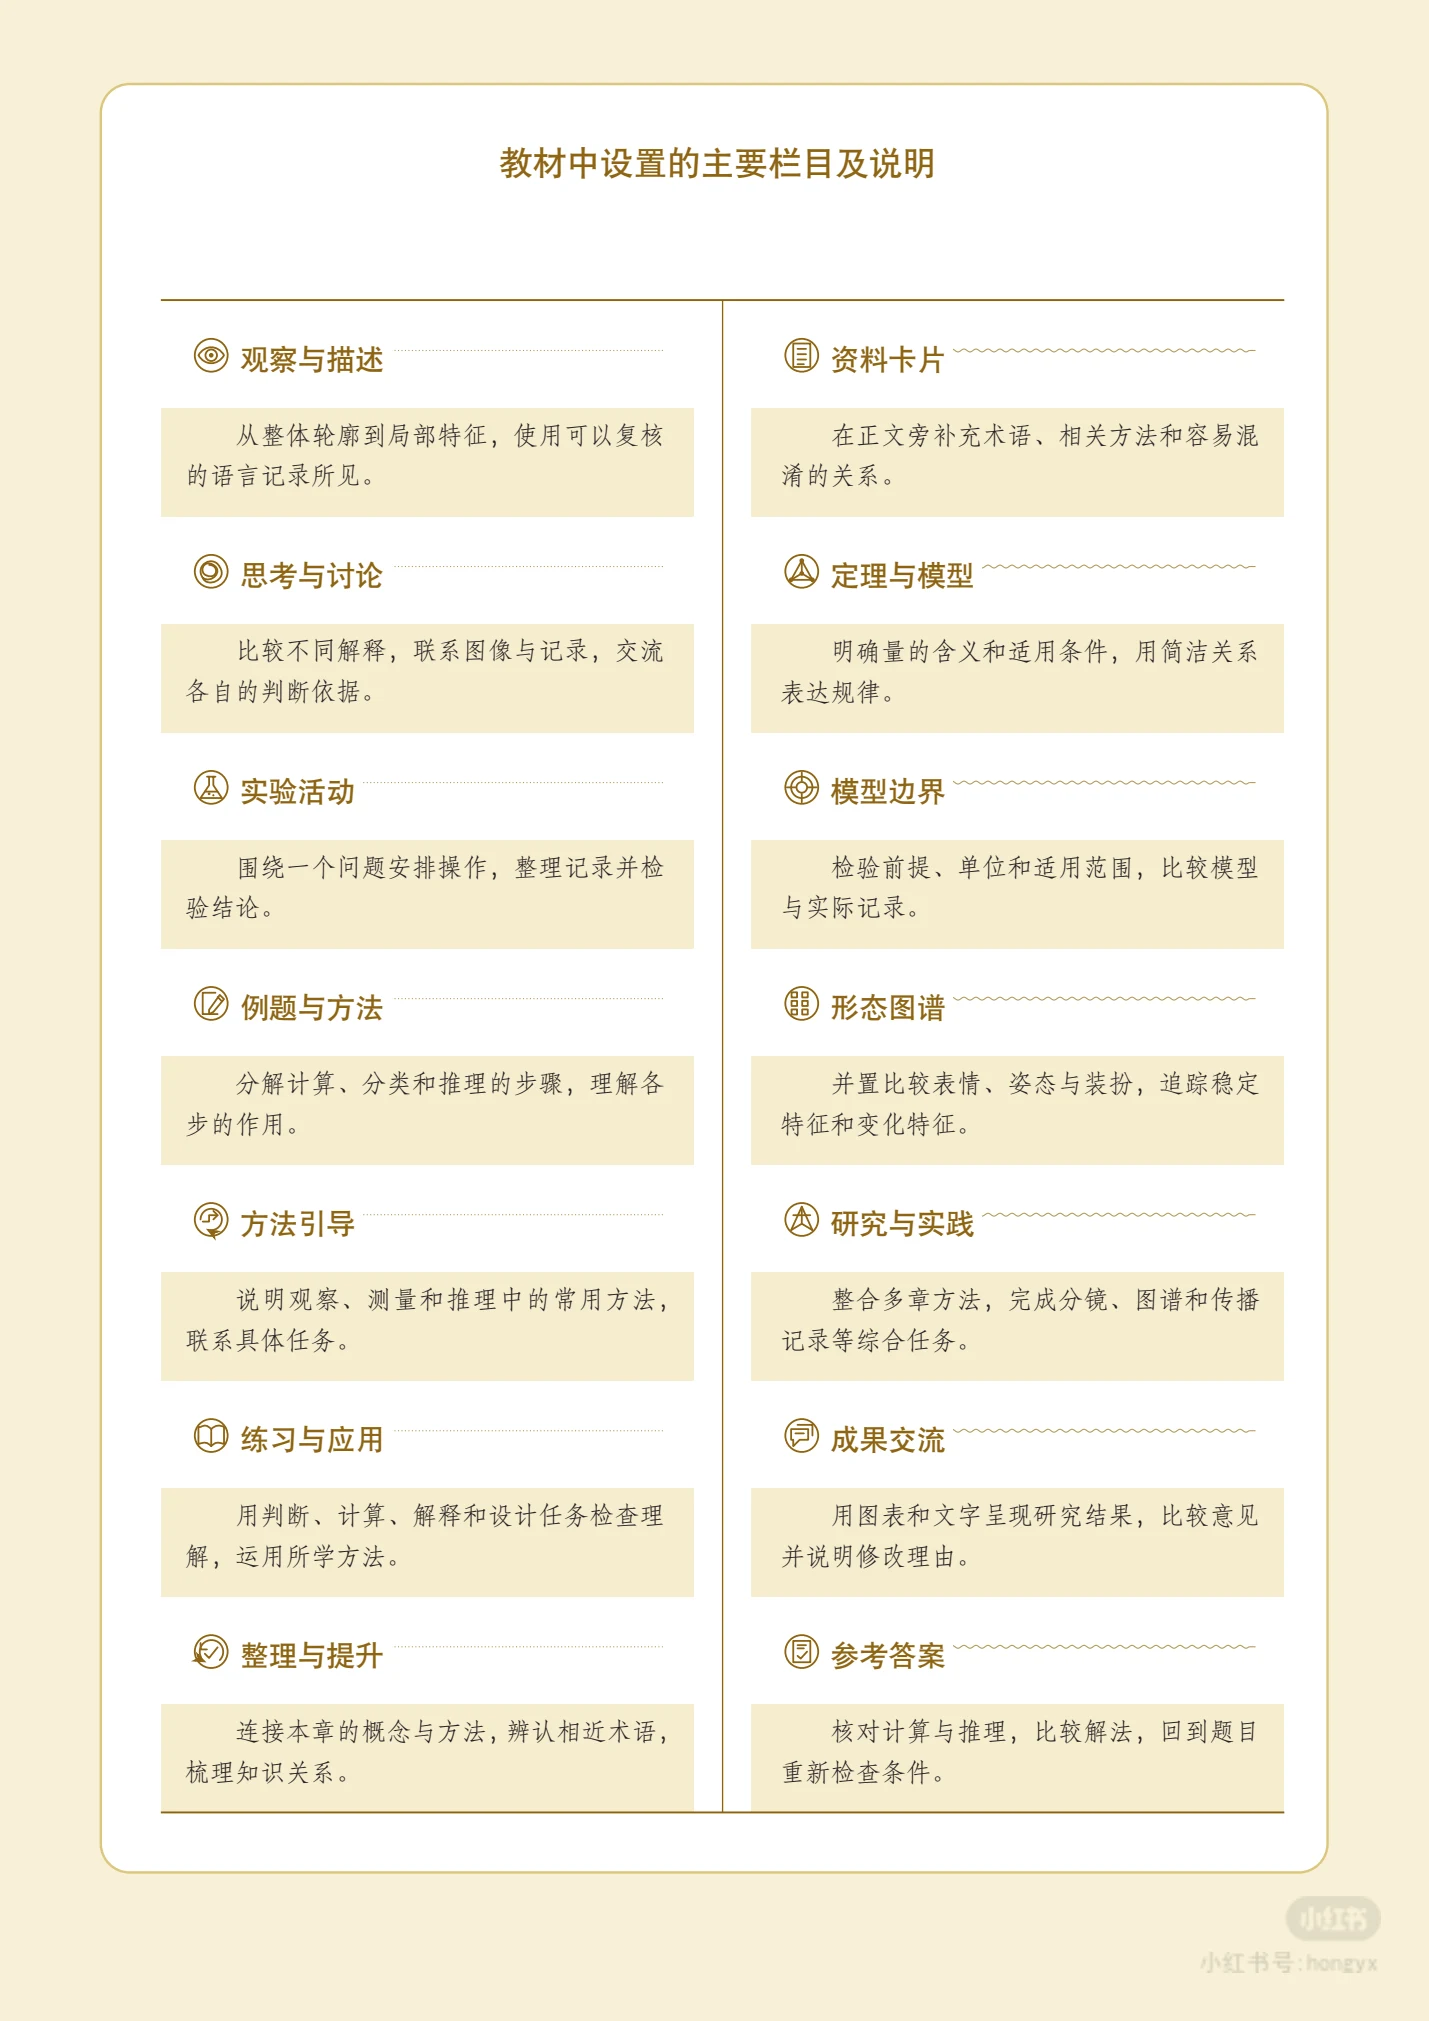 教材中设置的主要栏目及说明
观察与描述
从整体轮廓到局部特征，使用可以复核
的语言记录所见。
思考与讨论
比较不同解释，联系图像与记录，交流
各自的判断依据。
实验活动
围绕一个问题安排操作，整理记录并检
验结论。
例题与方法
分解计算、分类和推理的步骤，理解各
步的作用。
方法引导
说明观察、测量和推理中的常用方法，
联系具体任务。
练习与应用
用判断、计算、解释和设计任务检查理
解，运用所学方法。
整理与提升
连接本章的概念与方法，辨认相近术语，
梳理知识关系。
资料卡片
在正文旁补充术语、相关方法和容易混
淆的关系。
定理与模型
明确量的含义和适用条件，用简洁关系
表达规律。
模型边界
检验前提、单位和适用范围，比较模型
与实际记录。
形态图谱
并置比较表情、姿态与装扮，追踪稳定
特征和变化特征。
研究与实践
整合多章方法，完成分镜、图谱和传播
记录等综合任务。
成果交流
用图表和文字呈现研究结果，比较意见
并说明修改理由。
参考答案
核对计算与推理，比较解法，回到题目
重新检查条件。
小红书
小红书号:hongyx